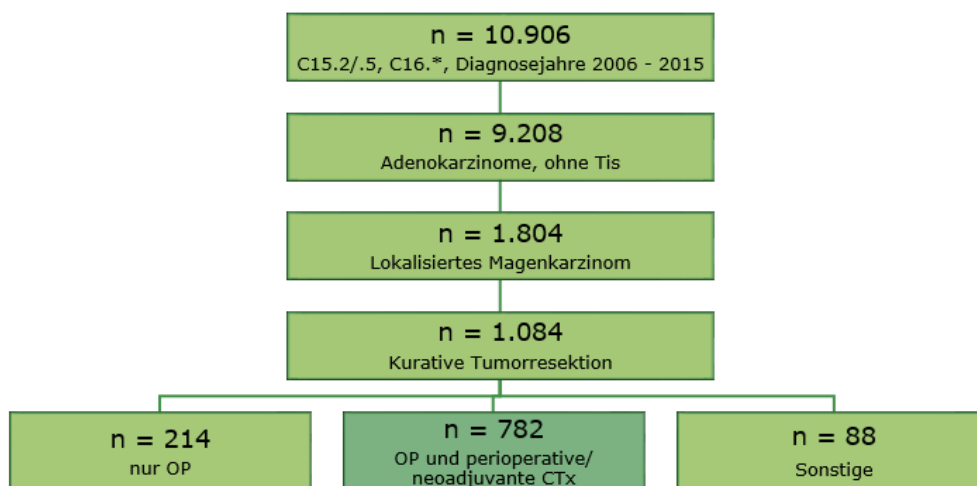 n = 10.906
C15.2/.5, C16.*, Diagnosejahre 2006 - 2015
n = 9.208
Adenokarzinome, ohne Tis
n = 1.804
Lokalisiertes Magenkarzinom
n = 1.084
Kurative Tumorresektion
n = 214
nur OP
n = 782
OP und perioperative/
neoadjuvante CTx
n = 88
Sonstige